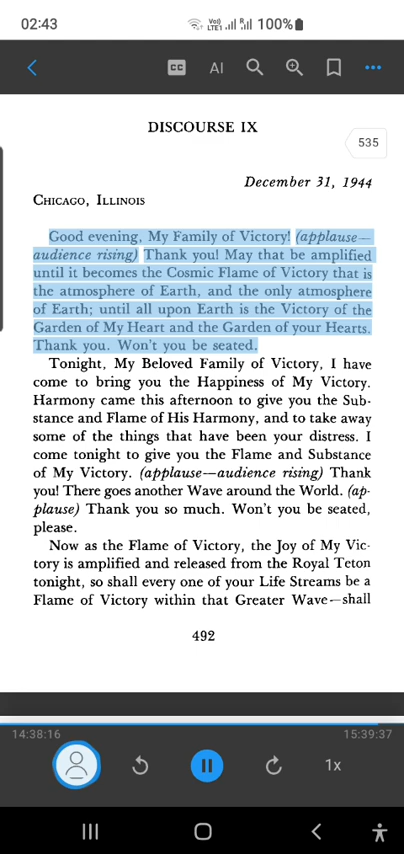 02:43
Vo))
LTE1
R
100%
CC
AI
DISCOURSE IX
535
December 31, 1944
CHICAGO, ILLINOIS
Good evening, My Family of Victory! (applause—
audience rising) Thank you! May that be amplified
until it becomes the Cosmic Flame of Victory that is
the atmosphere of Earth, and the only atmosphere
of Earth; until all upon Earth is the Victory of the
Garden of My Heart and the Garden of your Hearts.
Thank you. Won't you be seated.
Tonight, My Beloved Family of Victory, I have
come to bring you the Happiness of My Victory.
Harmony came this afternoon to give you the Sub-
stance and Flame of His Harmony, and to take away
some of the things that have been your distress. I
come tonight to give you the Flame and Substance
of My Victory. (applause—audience rising) Thank
you! There goes another Wave around the World. (ap-
plause) Thank you so much. Won't you be seated,
please.
Now as the Flame of Victory, the Joy of My Vic-
tory is amplified and released from the Royal Teton
tonight, so shall every one of your Life Streams be a
Flame of Victory within that Greater Wave—shall
492
14:38:16
15:39:37
1x